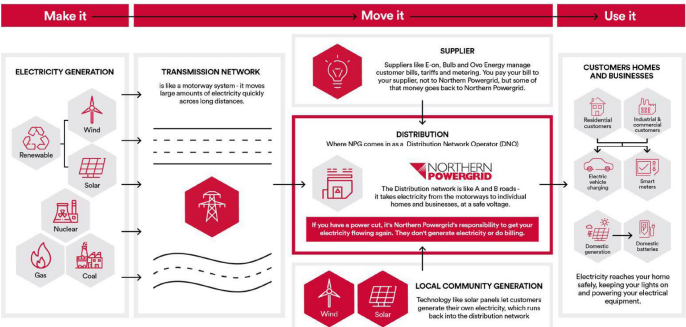 Make it
Move it
Use it
ELECTRICITY GENERATION
Wind
Renewable
Solar
Nuclear
Gas
Coal
TRANSMISSION NETWORK
is like a motorway system - it moves
large amounts of electricity quickly
across long distances.
SUPPLIER
Suppliers like E-on, Bulb and Ovo Energy manage
customer bills, tariffs and metering. You pay your bill to
your supplier, not to Northern Powergrid, but some of
that money goes back to Northern Powergrid.
DISTRIBUTION
Where NPG comes in as a Distribution Network Operator (DNO)
NORTHERN
POWERGRID
The Distribution network is like A and B roads -
it takes electricity from the motorways to individual
homes and businesses, at a safe voltage.
If you have a power cut, it's Northern Powergrid's responsibility to get your
electricity flowing again. They don't generate electricity or do billing.
Wind
Solar
LOCAL COMMUNITY GENERATION
Technology like solar panels let customers
generate their own electricity, which runs
back into the distribution network
CUSTOMERS HOMES
AND BUSINESSES
Residential
customers
Industrial &
commercial
customers
Electric
vehicle
charging
Smart
meters
Domestic
generation
Domestic
batteries
Electricity reaches your home
safely, keeping your lights on
and powering your electrical
equipment.